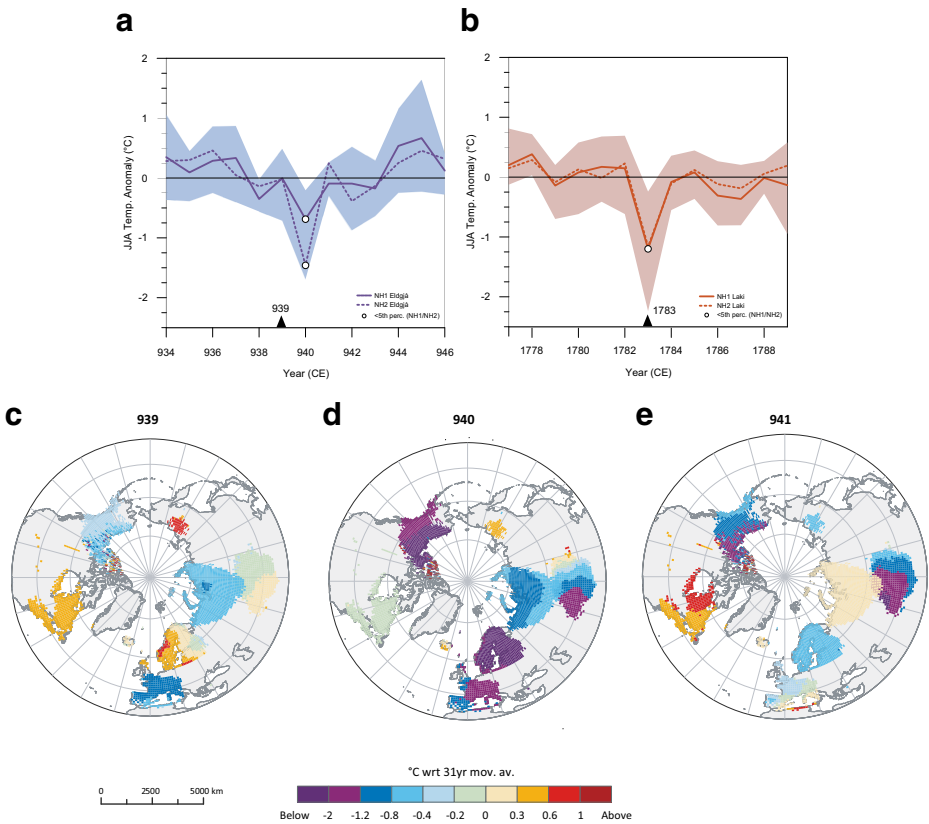 a
b
2
1
0
-1
-2
JJA Temp. Anomaly (°C)
939
NH1 Eldgjá
NH2 Eldgjá
<5th perc. (NH1/NH2)
934 936 938 940 942 944 946
Year (CE)
2
1
0
-1
-2
JJA Temp. Anomaly (°C)
1783
NH1 Laki
NH2 Laki
<5th perc. (NH1/NH2)
1778 1780 1782 1784 1786 1788
Year (CE)
c
939
d
940
e
941
°C wrt 31yr mov. av.
0 2500 5000 km
Below -2 -1.2 -0.8 -0.4 -0.2 0 0.3 0.6 1 Above